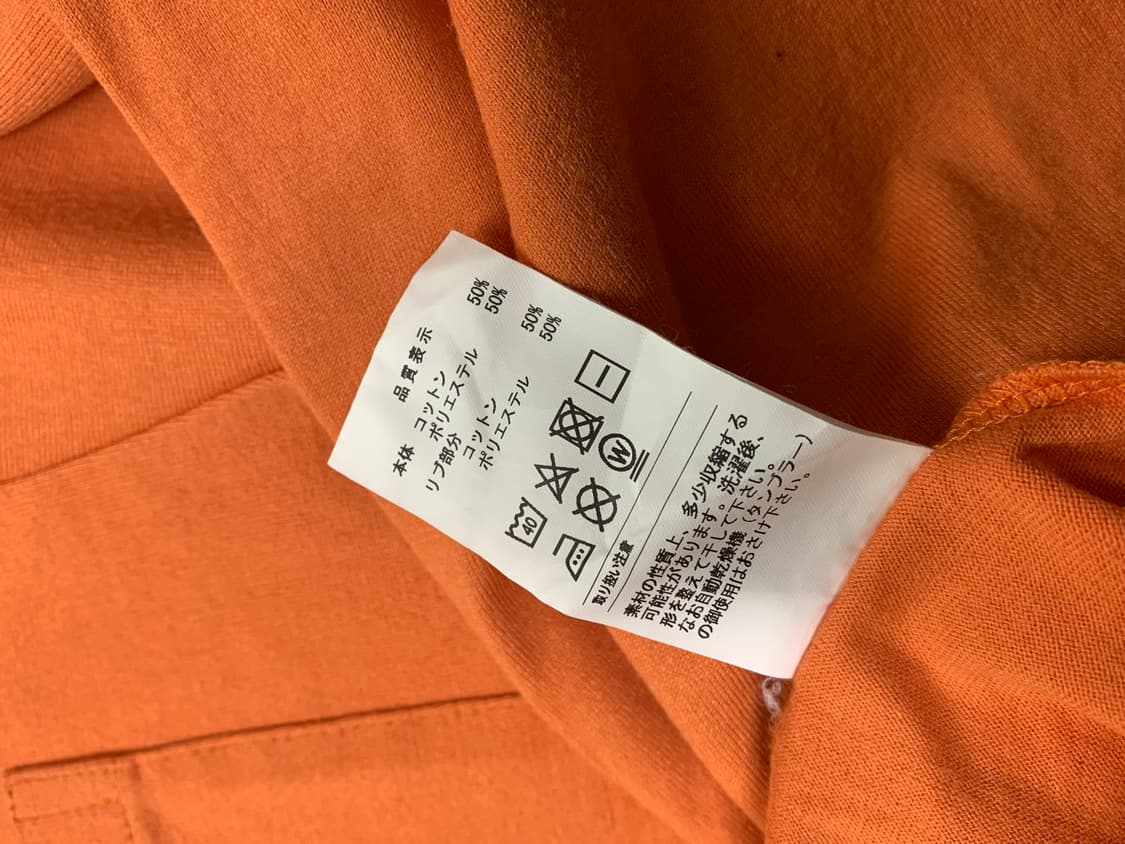 品質表示
本体 コットン 50%
ポリエステル 50%
リブ部分
コットン 50%
ポリエステル 50%
40
W
取り扱い注意
素材の性質上、多少収縮する
可能性があります。洗濯後、
形を整えて干して下さい。
なお自動乾燥機（タンブラー）
の御使用はおさけ下さい。